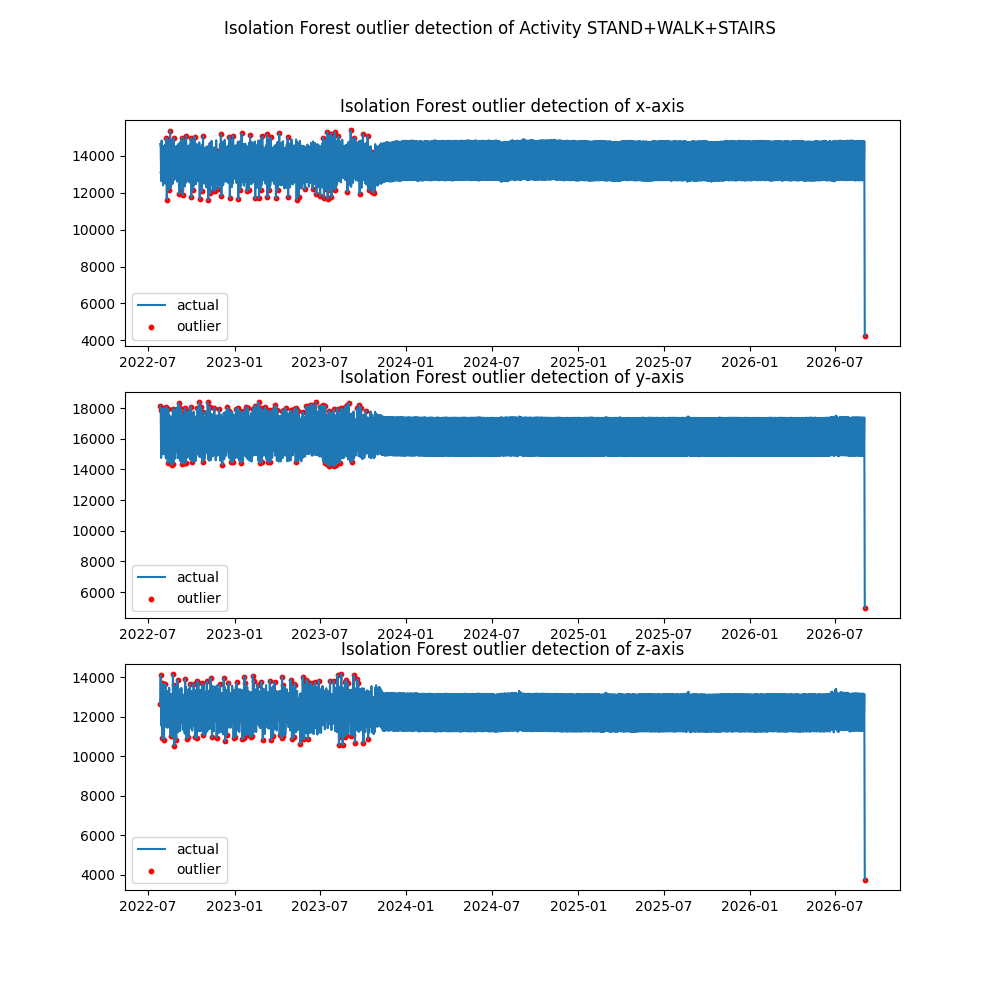 Isolation Forest outlier detection of Activity STAND+WALK+STAIRS
Isolation Forest outlier detection of x-axis
14000
12000
10000
8000
6000
4000
actual
outlier
2022-07 2023-01 2023-07 2024-01 2024-07 2025-01 2025-07 2026-01 2026-07
Isolation Forest outlier detection of y-axis
18000
16000
14000
12000
10000
8000
6000
actual
outlier
2022-07 2023-01 2023-07 2024-01 2024-07 2025-01 2025-07 2026-01 2026-07
Isolation Forest outlier detection of z-axis
14000
12000
10000
8000
6000
4000
actual
outlier
2022-07 2023-01 2023-07 2024-01 2024-07 2025-01 2025-07 2026-01 2026-07